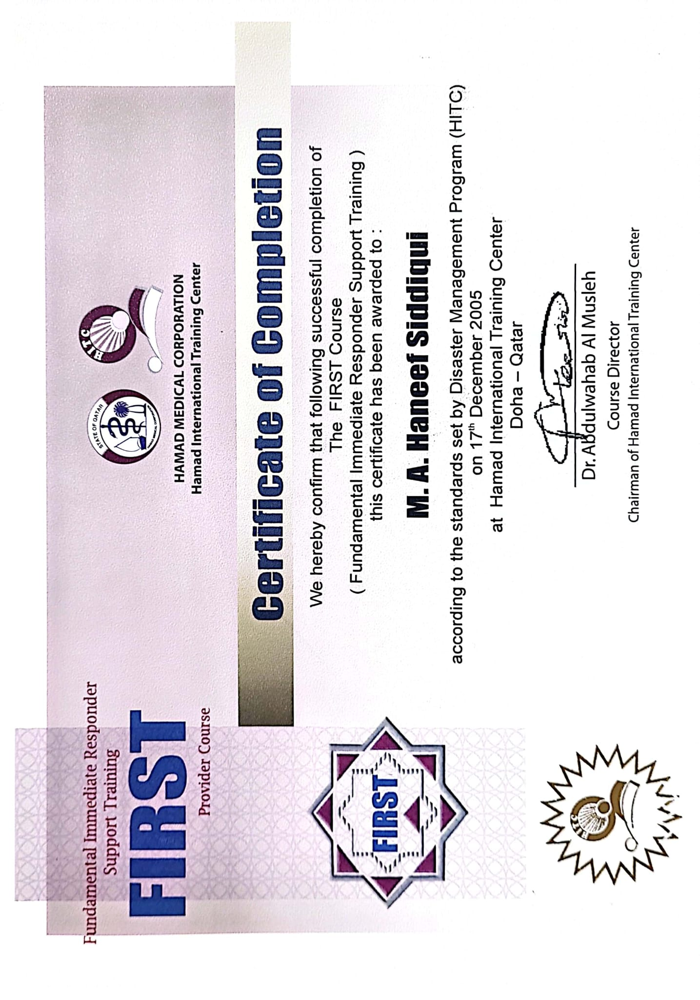 Fundamental Immediate Responder
Support Training
FIRST
Provider Course
STATE OF QATAR
HAMAD MEDICAL CORPORATION
HITC
HAMAD MEDICAL CORPORATION
Hamad International Training Center
Certificate of Completion
We hereby confirm that following successful completion of
The FIRST Course
( Fundamental Immediate Responder Support Training )
this certificate has been awarded to :
M. A. Haneef Siddiqui
according to the standards set by Disaster Management Program (HITC)
on 17th December 2005
at Hamad International Training Center
Doha – Qatar
Dr. Abdulwahab Al Musleh
Course Director
Chairman of Hamad International Training Center
FIRST
HITC